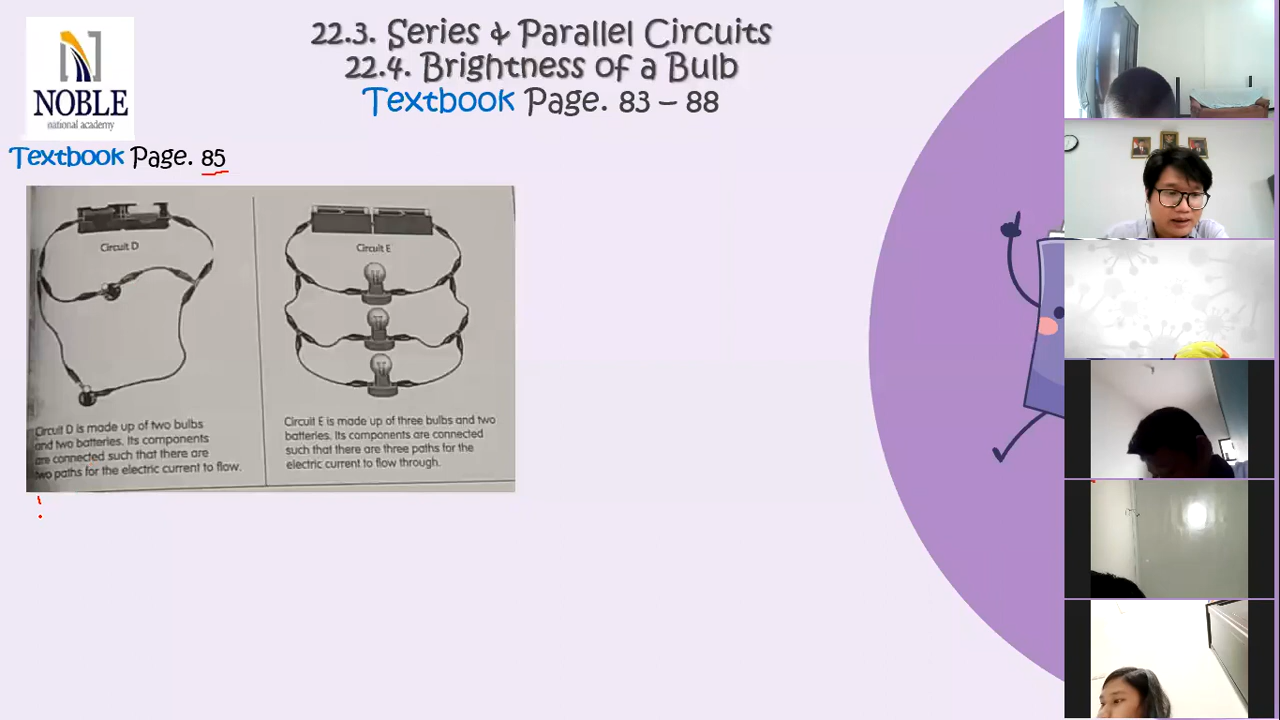 22.3. Series & Parallel Circuits
22.4. Brightness of a Bulb
Textbook Page. 83 – 88
NOBLE
national academy
Textbook Page. 85
Circuit D
Circuit E
Circuit D is made up of two bulbs
and two batteries. Its components
are connected such that there are
two paths for the electric current to flow.
Circuit E is made up of three bulbs and two
batteries. Its components are connected
such that there are three paths for the
electric current to flow through.